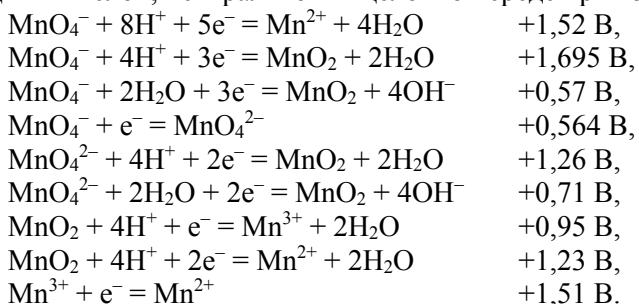 MnO₄⁻ + 8H⁺ + 5e⁻ = Mn²⁺ + 4H₂O +1,52 В,
MnO₄⁻ + 4H⁺ + 3e⁻ = MnO₂ + 2H₂O +1,695 В,
MnO₄⁻ + 2H₂O + 3e⁻ = MnO₂ + 4OH⁻ +0,57 В,
MnO₄⁻ + e⁻ = MnO₄²⁻ +0,564 В,
MnO₄²⁻ + 4H⁺ + 2e⁻ = MnO₂ + 2H₂O +1,26 В,
MnO₄²⁻ + 2H₂O + 2e⁻ = MnO₂ + 4OH⁻ +0,71 В,
MnO₂ + 4H⁺ + e⁻ = Mn³⁺ + 2H₂O +0,95 В,
MnO₂ + 4H⁺ + 2e⁻ = Mn²⁺ + 2H₂O +1,23 В,
Mn³⁺ + e⁻ = Mn²⁺ +1,51 В.